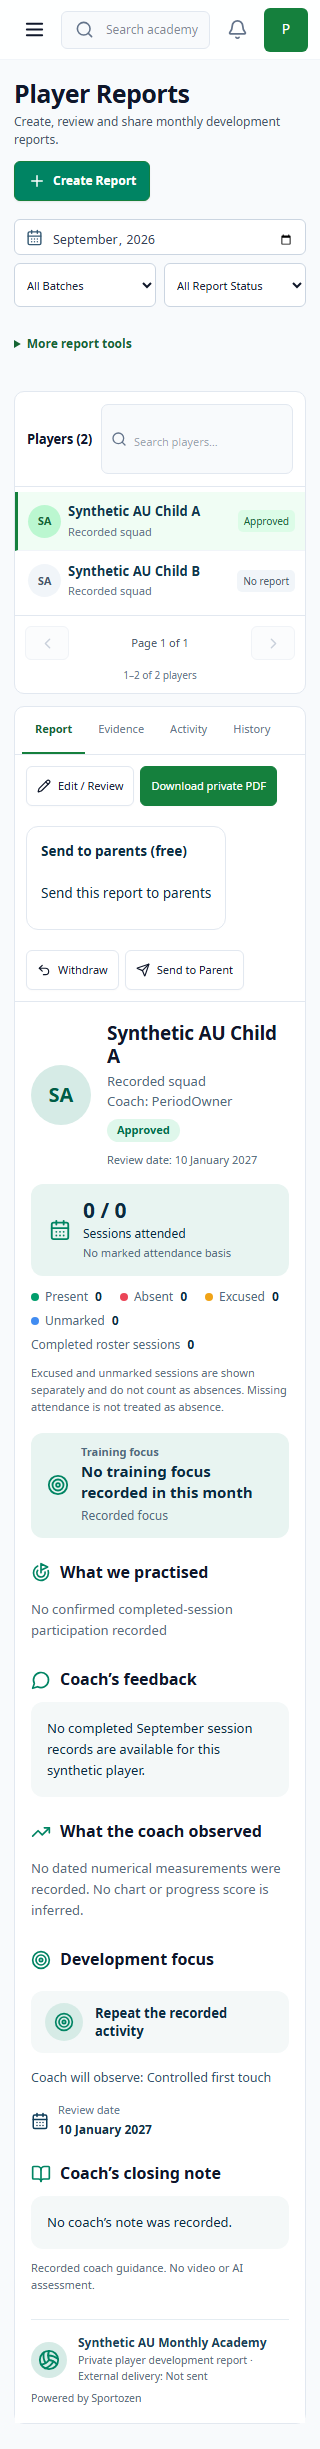 Search academy
P
Player Reports
Create, review and share monthly development
reports.
Create Report
September, 2026
All Batches
All Report Status
More report tools
Players (2)
Search players...
SA
Synthetic AU Child A
Recorded squad
Approved
SA
Synthetic AU Child B
Recorded squad
No report
Page 1 of 1
1–2 of 2 players
Report
Evidence
Activity
History
Edit / Review
Download private PDF
Send to parents (free)
Send this report to parents
Withdraw
Send to Parent
SA
Synthetic AU Child
A
Recorded squad
Coach: PeriodOwner
Approved
Review date: 10 January 2027
0 / 0
Sessions attended
No marked attendance basis
Present 0
Absent 0
Excused 0
Unmarked 0
Completed roster sessions 0
Excused and unmarked sessions are shown
separately and do not count as absences. Missing
attendance is not treated as absence.
Training focus
No training focus
recorded in this month
Recorded focus
What we practised
No confirmed completed-session
participation recorded
Coach’s feedback
No completed September session
records are available for this
synthetic player.
What the coach observed
No dated numerical measurements were
recorded. No chart or progress score is
inferred.
Development focus
Repeat the recorded
activity
Coach will observe: Controlled first touch
Review date
10 January 2027
Coach’s closing note
No coach’s note was recorded.
Recorded coach guidance. No video or AI
assessment.
Synthetic AU Monthly Academy
Private player development report ·
External delivery: Not sent
Powered by Sportozen